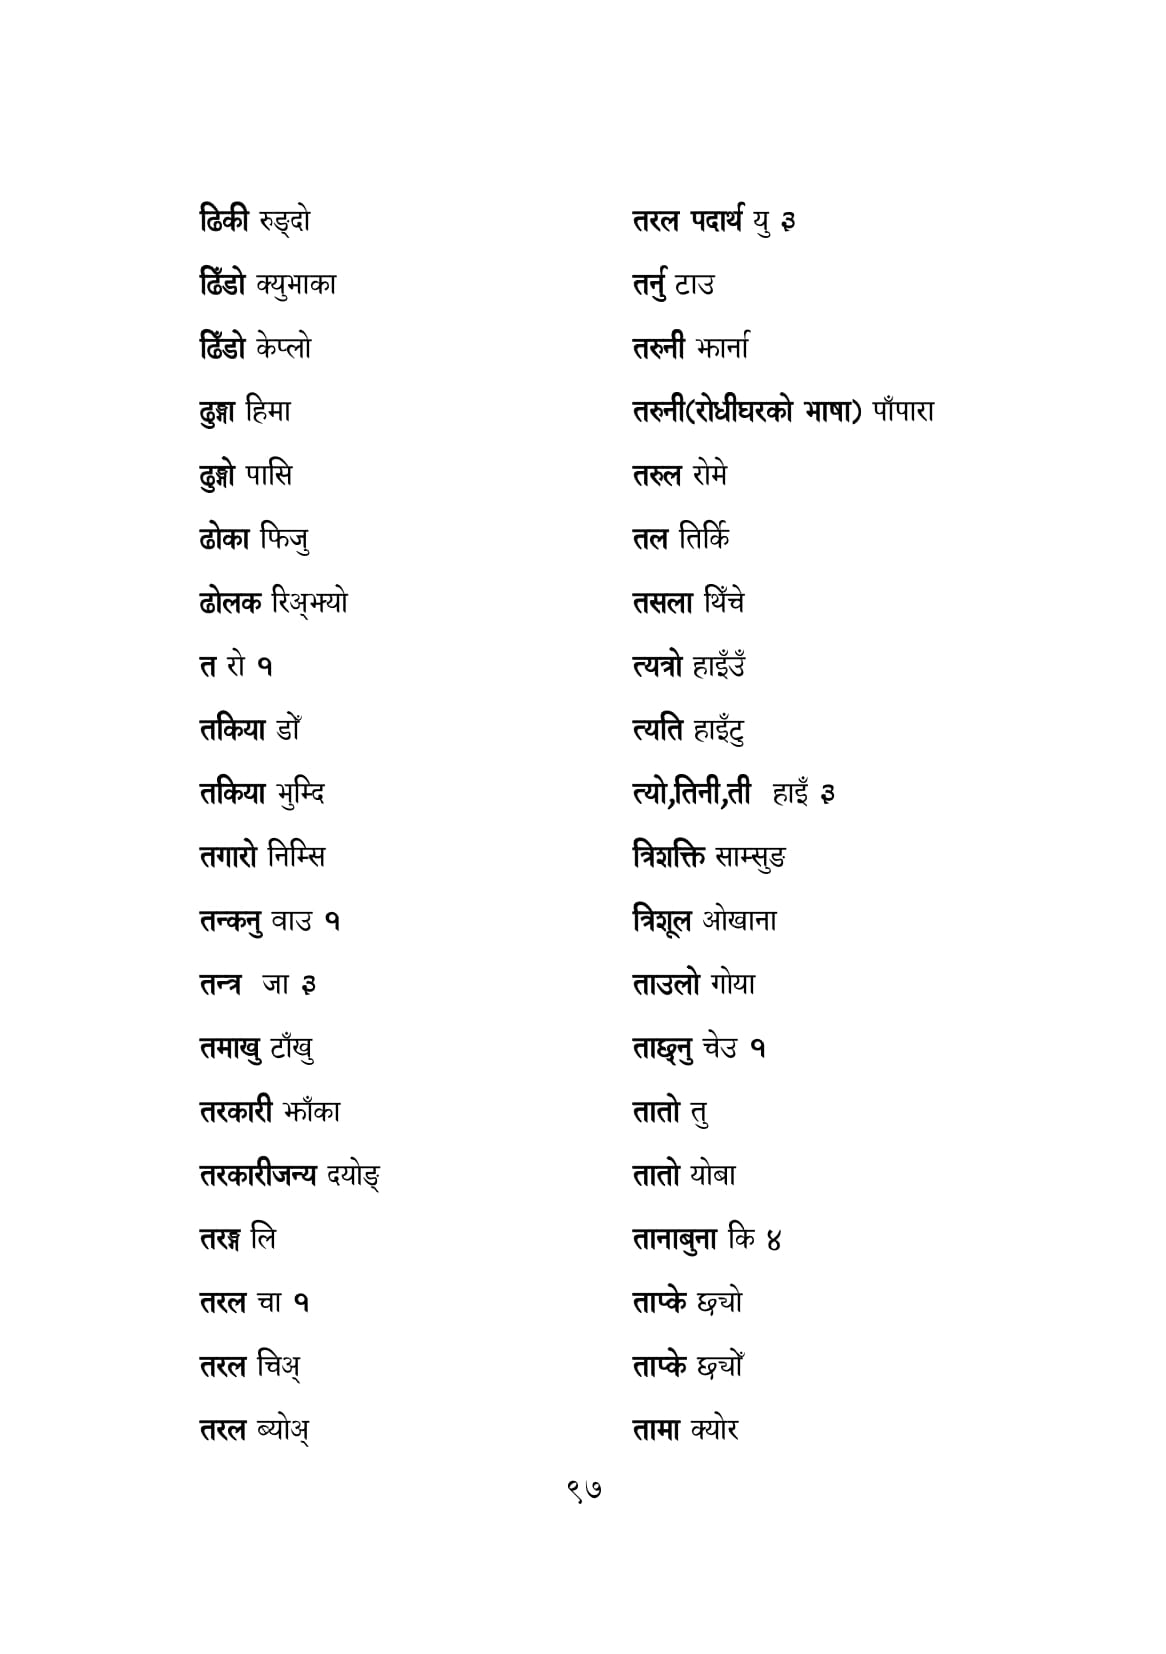 ढिकी रुङ्दो
ढिँडो क्युभाका
ढिँडो केप्लो
ढुङ्गा हिमा
ढुङ्गो पासि
ढोका फिजु
ढोलक रिअ्झ्यो
त रो १
तकिया डोँ
तकिया भुम्दि
तगारो निम्सि
तन्कनु वाउ १
तन्त्र जा ३
तमाखु टाँखु
तरकारी झाँका
तरकारीजन्य दयोङ्
तरङ्ग लि
तरल चा १
तरल चिअ्
तरल ब्योअ्
तरल पदार्थ यु ३
तर्नु टाउ
तरुनी झार्ना
तरुनी(रोधीघरको भाषा) पाँपारा
तरुल रोमे
तल तिर्कि
तसला थिँचे
त्यत्रो हाइँउँ
त्यति हाइँटु
त्यो,तिनी,ती हाइँ ३
त्रिशक्ति साम्सुङ
त्रिशूल ओखाना
ताउलो गोया
ताछ्नु चेउ १
तातो तु
तातो योबा
तानाबुना कि ४
ताप्के छ्यो
ताप्के छ्योँ
तामा क्योर
९७